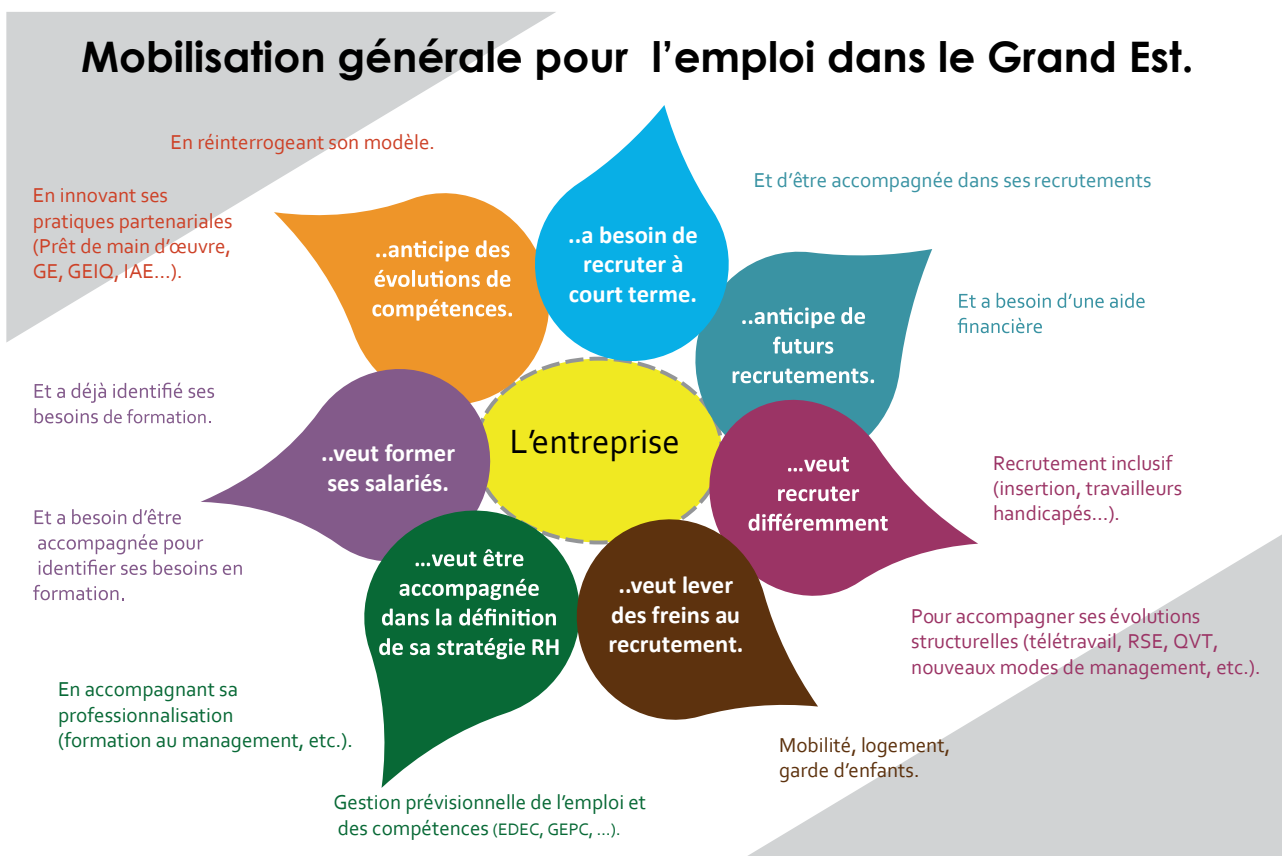 Mobilisation générale pour l'emploi dans le Grand Est.
En réinterrogeant son modèle.
En innovant ses
pratiques partenariales
(Prêt de main d'œuvre,
GE, GEIQ, IAE...).
..anticipe des
évolutions de
compétences.
..a besoin de
recruter à
court terme.
Et d'être accompagnée dans ses recrutements
..anticipe de
futurs
recrutements.
Et a besoin d'une aide
financière
Et a déjà identifié ses
besoins de formation.
..veut former
ses salariés.
Et a besoin d'être
accompagnée pour
identifier ses besoins en
formation.
L'entreprise
...veut
recruter
différemment
Recrutement inclusif
(insertion, travailleurs
handicapés...).
Pour accompagner ses évolutions
structurelles (télétravail, RSE, QVT,
nouveaux modes de management, etc.).
...veut être
accompagnée
dans la définition
de sa stratégie RH
En accompagnant sa
professionnalisation
(formation au management, etc.).
Gestion prévisionnelle de l'emploi et
des compétences (EDEC, GEPC, ...).
..veut lever
des freins au
recrutement.
Mobilité, logement,
garde d'enfants.